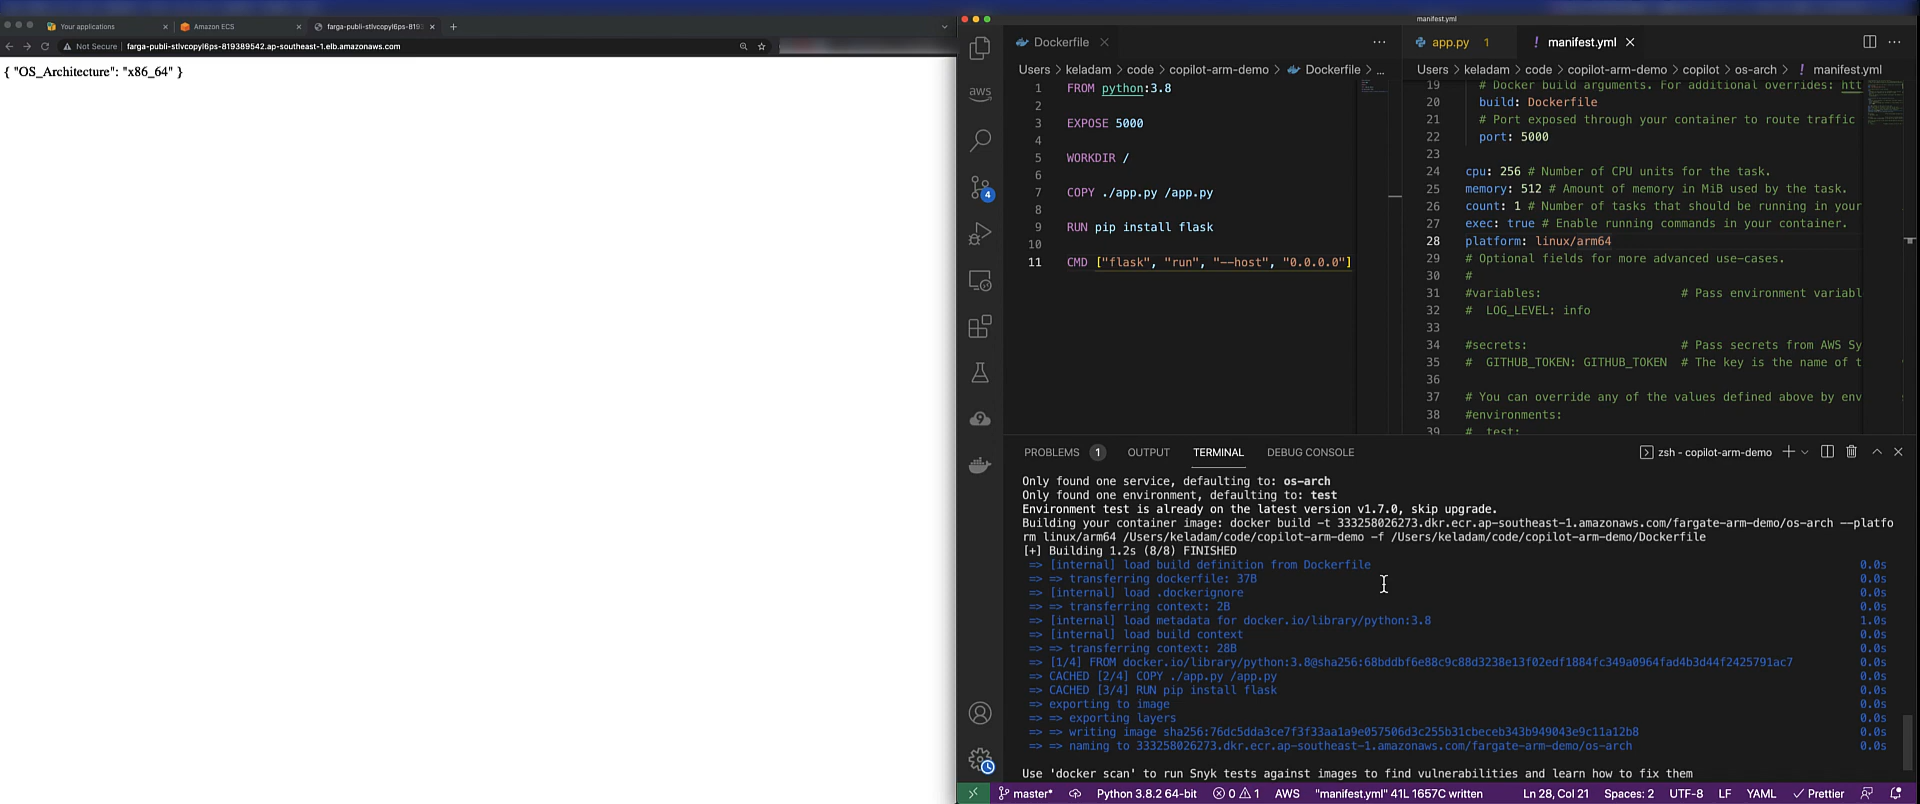 Your applications
Amazon ECS
farga-publi-stlvcopyl6ps-819
Not Secure
farga-publi-stlvcopyl6ps-819389542.ap-southeast-1.elb.amazonaws.com
{ "OS_Architecture": "x86_64" }
manifest.yml
Dockerfile
Users > keladam > code > copilot-arm-demo > Dockerfile > ...
1 FROM python:3.8
2
3 EXPOSE 5000
4
5 WORKDIR /
6
7 COPY ./app.py /app.py
8
9 RUN pip install flask
10
11 CMD ["flask", "run", "--host", "0.0.0.0"]
app.py 1
! manifest.yml
Users > keladam > code > copilot-arm-demo > copilot > os-arch > ! manifest.yml
19 # Docker build arguments. For additional overrides: htt
20 build: Dockerfile
21 # Port exposed through your container to route traffic
22 port: 5000
23
24 cpu: 256 # Number of CPU units for the task.
25 memory: 512 # Amount of memory in MiB used by the task.
26 count: 1 # Number of tasks that should be running in your
27 exec: true # Enable running commands in your container.
28 platform: linux/arm64
29 # Optional fields for more advanced use-cases.
30 #
31 #variables: # Pass environment variabl
32 # LOG_LEVEL: info
33
34 #secrets: # Pass secrets from AWS Sy
35 # GITHUB_TOKEN: GITHUB_TOKEN # The key is the name of t
36
37 # You can override any of the values defined above by env
38 #environments:
39 # test:
4
PROBLEMS 1 OUTPUT TERMINAL DEBUG CONSOLE
zsh - copilot-arm-demo
Only found one service, defaulting to: os-arch
Only found one environment, defaulting to: test
Environment test is already on the latest version v1.7.0, skip upgrade.
Building your container image: docker build -t 333258026273.dkr.ecr.ap-southeast-1.amazonaws.com/fargate-arm-demo/os-arch --platfo
rm linux/arm64 /Users/keladam/code/copilot-arm-demo -f /Users/keladam/code/copilot-arm-demo/Dockerfile
[+] Building 1.2s (8/8) FINISHED
=> [internal] load build definition from Dockerfile 0.0s
=> => transferring dockerfile: 37B 0.0s
=> [internal] load .dockerignore 0.0s
=> => transferring context: 2B 0.0s
=> [internal] load metadata for docker.io/library/python:3.8 1.0s
=> [internal] load build context 0.0s
=> => transferring context: 28B 0.0s
=> [1/4] FROM docker.io/library/python:3.8@sha256:68bddbf6e88c9c88d3238e13f02edf1884fc349a0964fad4b3d44f2425791ac7 0.0s
=> CACHED [2/4] COPY ./app.py /app.py 0.0s
=> CACHED [3/4] RUN pip install flask 0.0s
=> exporting to image 0.0s
=> => exporting layers 0.0s
=> => writing image sha256:76dc5dda3ce7f3f33aa1a9e057506d3c255b31cbeceb343b949043e9c11a12b8 0.0s
=> => naming to 333258026273.dkr.ecr.ap-southeast-1.amazonaws.com/fargate-arm-demo/os-arch 0.0s
Use 'docker scan' to run Snyk tests against images to find vulnerabilities and learn how to fix them
master* Python 3.8.2 64-bit 0 1 AWS "manifest.yml" 41L 1657C written Ln 28, Col 21 Spaces: 2 UTF-8 LF YAML Prettier